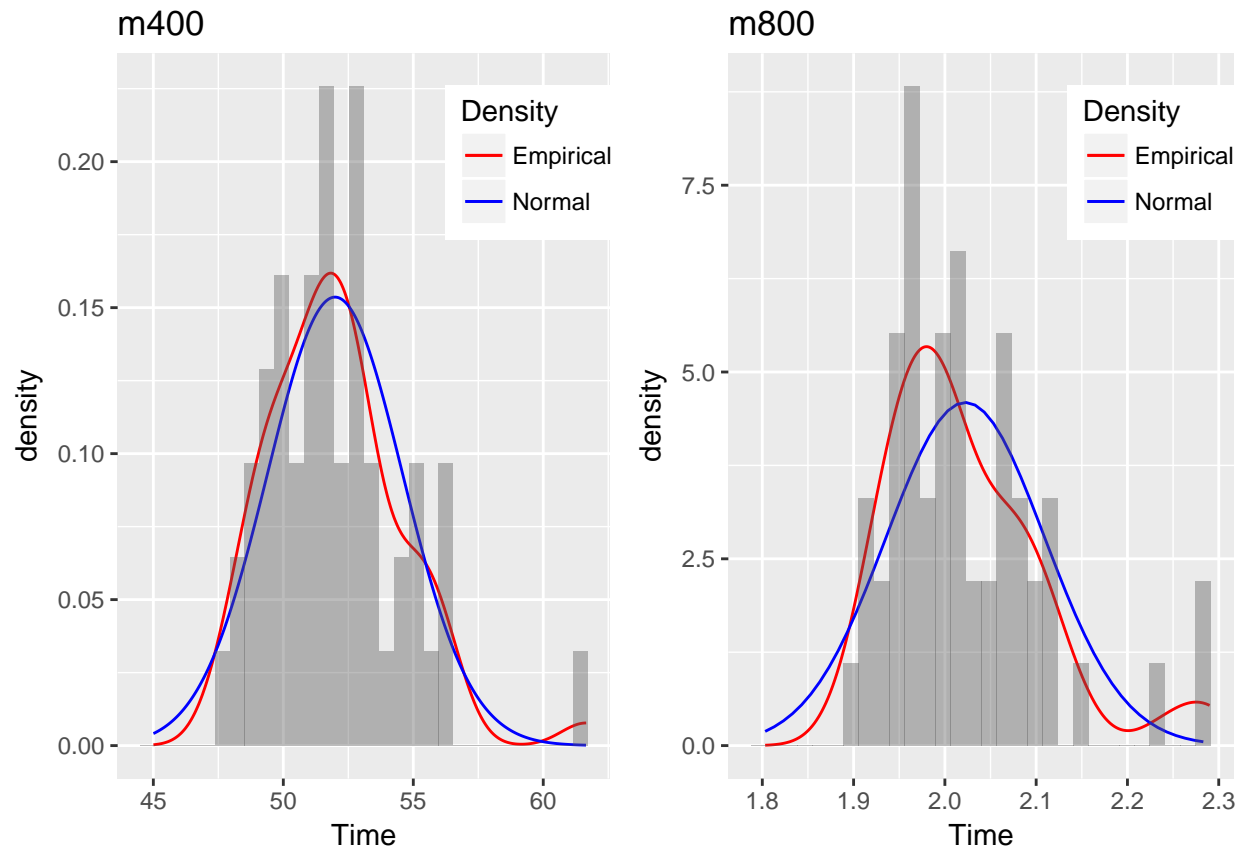 m400
density
0.20
0.15
0.10
0.05
0.00
45 50 55 60
Time
Density
Empirical
Normal
m800
density
7.5
5.0
2.5
0.0
1.8 1.9 2.0 2.1 2.2 2.3
Time
Density
Empirical
Normal